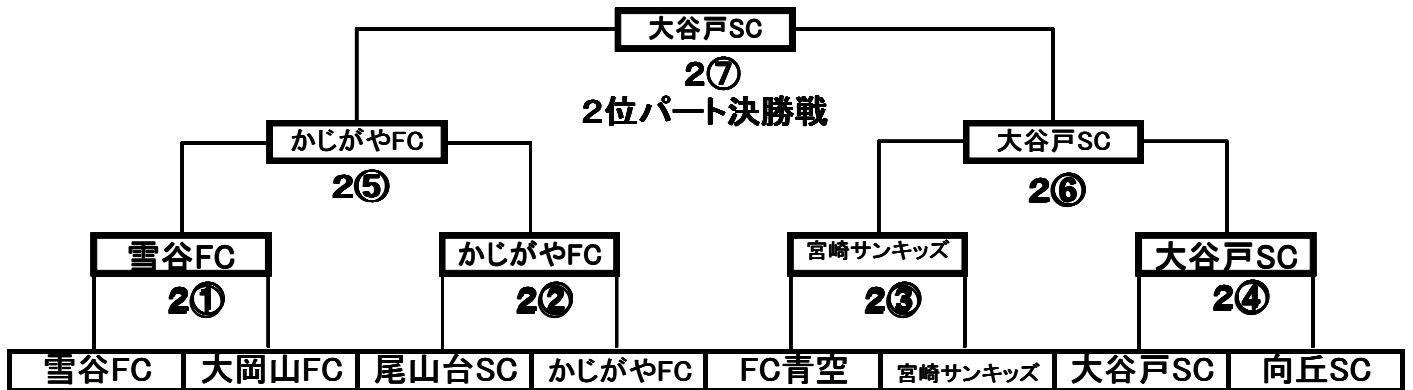 大谷戸SC
2⑦
２位パート決勝戦
かじがやFC
大谷戸SC
2⑤
2⑥
雪谷FC
かじがやFC
宮崎サンキッズ
大谷戸SC
2①
2②
2③
2④
雪谷FC
大岡山FC
尾山台SC
かじがやFC
FC青空
宮崎サンキッズ
大谷戸SC
向丘SC